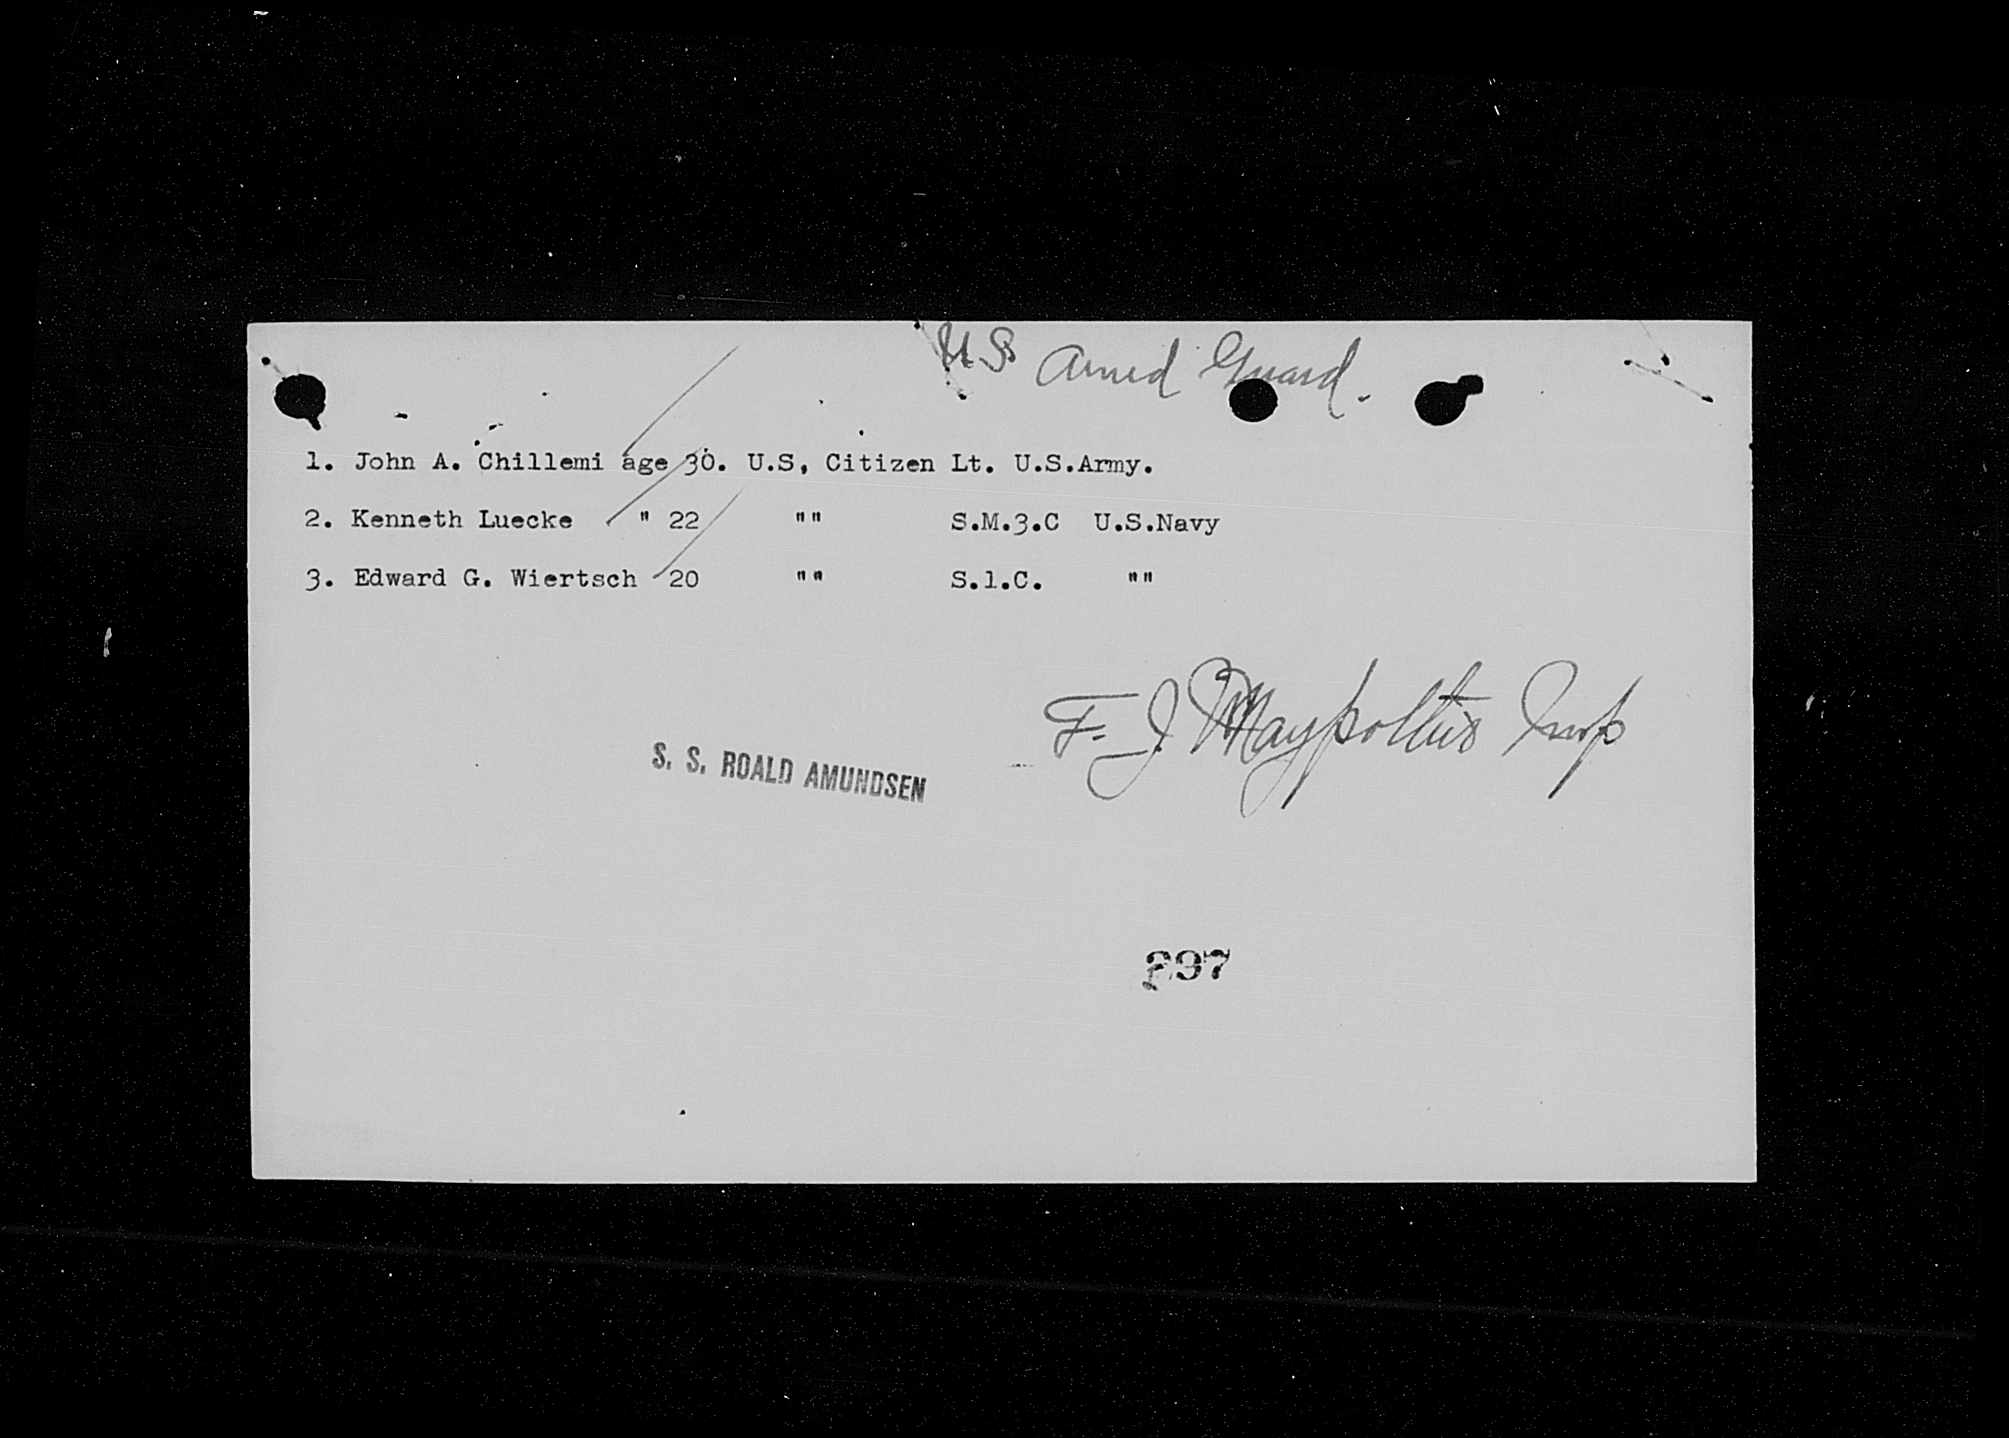 US Armed Guard.
1. John A. Chillemi age 30. U.S, Citizen Lt. U.S.Army.
2. Kenneth Luecke " 22 "" S.M.3.C U.S.Navy
3. Edward G. Wiertsch 20 "" S.1.C. ""
F. J. Insp
S. S. ROALD AMUNDSEN
297